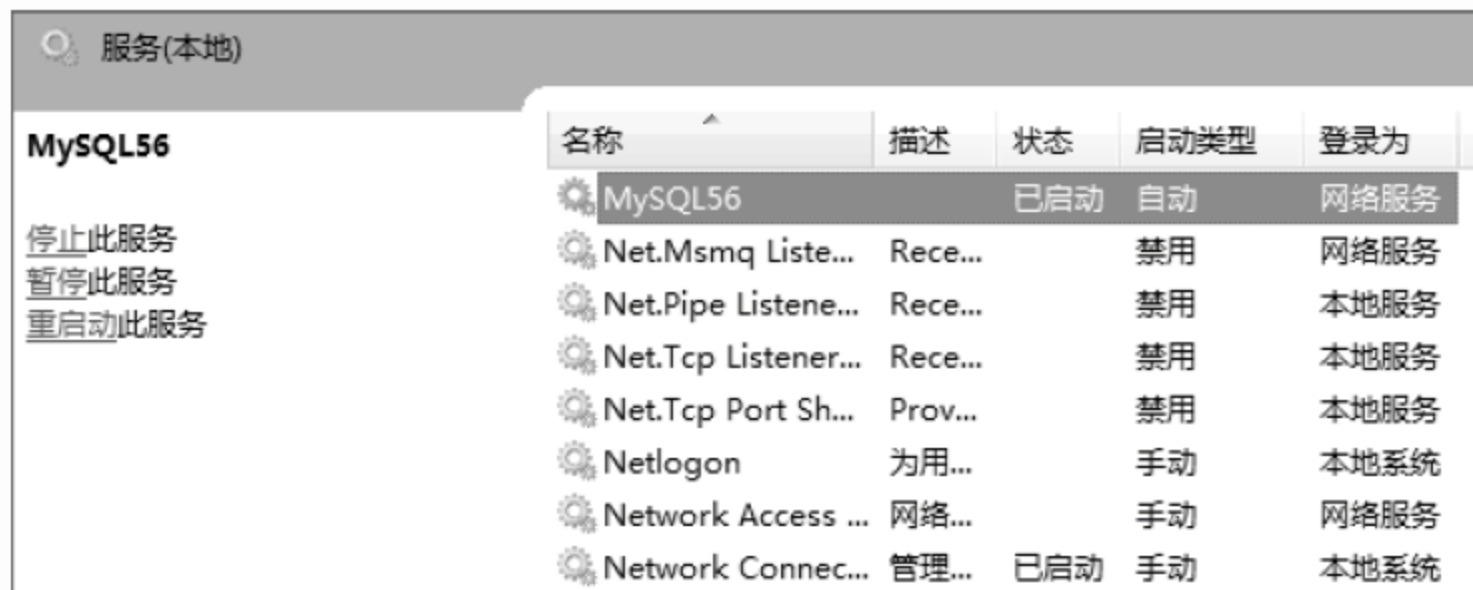 服务(本地)
MySQL56
停止此服务
暂停此服务
重启动此服务
名称 描述 状态 启动类型 登录为
MySQL56 已启动 自动 网络服务
Net.Msmq Liste... Rece... 禁用 网络服务
Net.Pipe Listene... Rece... 禁用 本地服务
Net.Tcp Listener... Rece... 禁用 本地服务
Net.Tcp Port Sh... Prov... 禁用 本地服务
Netlogon 为用... 手动 本地系统
Network Access ... 网络... 手动 网络服务
Network Connec... 管理... 已启动 手动 本地系统